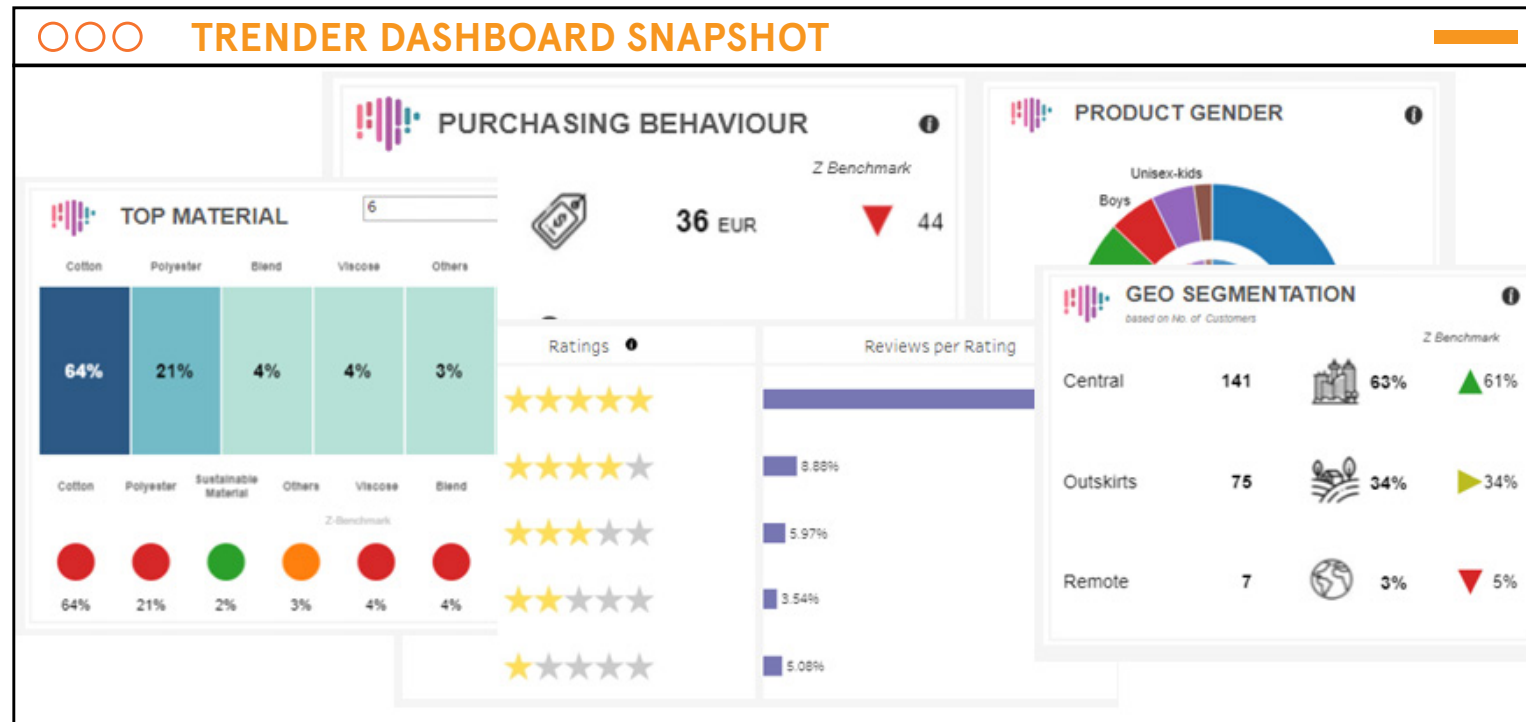 TRENDER DASHBOARD SNAPSHOT
PURCHASING BEHAVIOUR
Z Benchmark
36 EUR
44
PRODUCT GENDER
Unisex-kids
Boys
TOP MATERIAL
6
Cotton Polyester Blend Viscose Others
64% 21% 4% 4% 3%
Cotton Polyester Sustainable Material Others Viscose Blend
Z-Benchmark
64% 21% 2% 3% 4% 4%
Ratings
Reviews per Rating
8.88%
5.97%
3.54%
5.08%
GEO SEGMENTATION
based on No. of Customers
Z Benchmark
Central 141 63% 61%
Outskirts 75 34% 34%
Remote 7 3% 5%